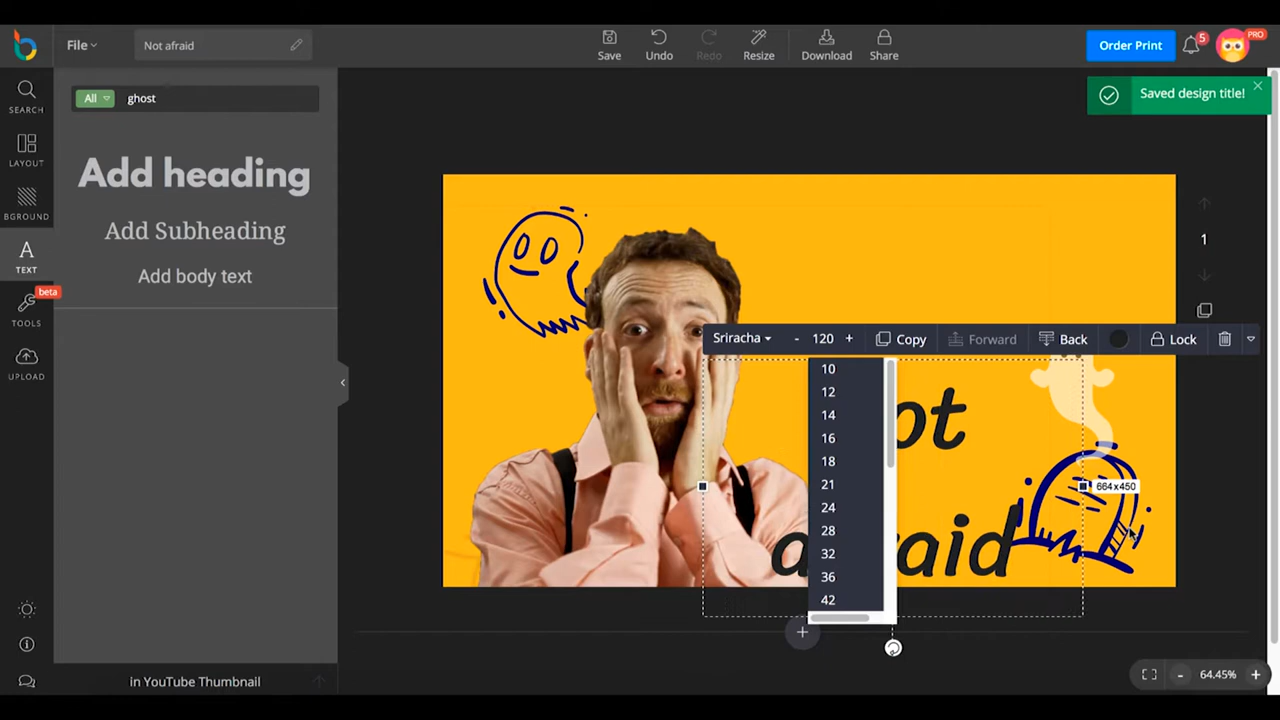 File
Not afraid
Save
Undo
Redo
Resize
Download
Share
Order Print
5
PRO
Saved design title!
SEARCH
LAYOUT
BGROUND
TEXT
beta
TOOLS
UPLOAD
All
ghost
Add heading
Add Subheading
Add body text
in YouTube Thumbnail
1
Sriracha
- 120 +
Copy
Forward
Back
Lock
10
12
14
16
18
21
24
28
32
36
42
664x450
- 64.45% +